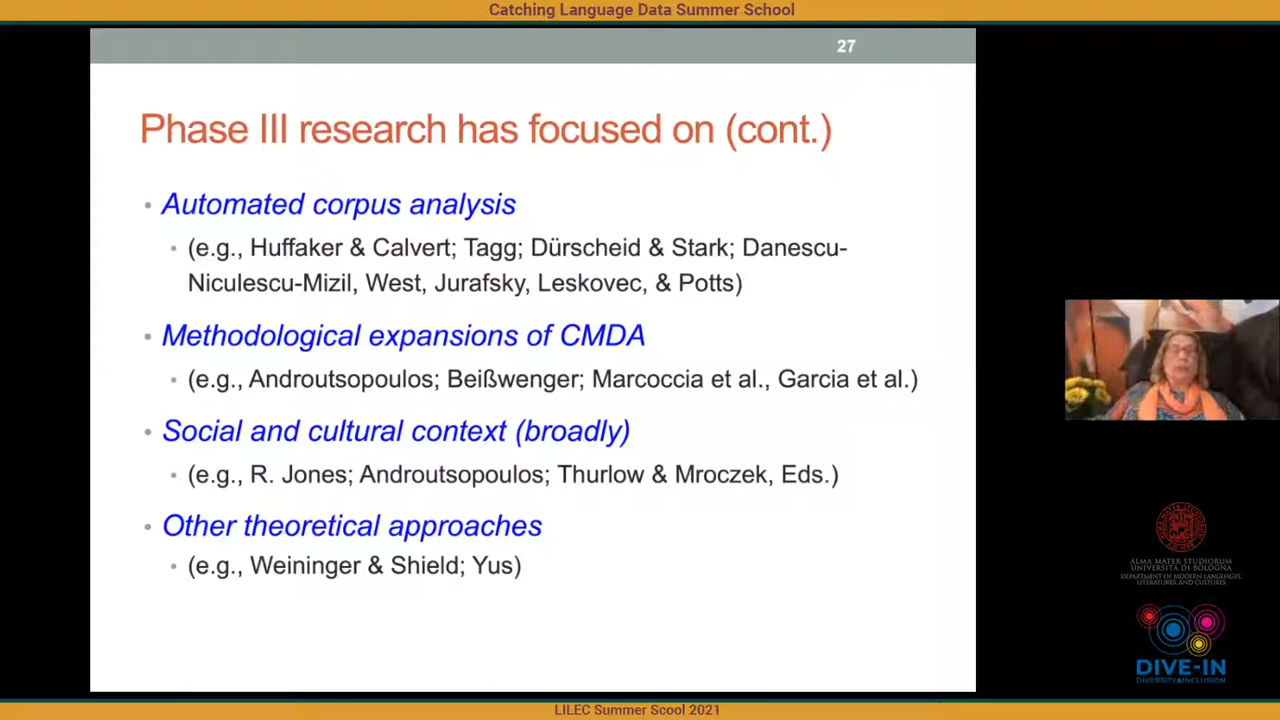 Catching Language Data Summer School
27
Phase III research has focused on (cont.)
• Automated corpus analysis
• (e.g., Huffaker & Calvert; Tagg; Dürscheid & Stark; Danescu-
Niculescu-Mizil, West, Jurafsky, Leskovec, & Potts)
• Methodological expansions of CMDA
• (e.g., Androutsopoulos; Beißwenger; Marcoccia et al., Garcia et al.)
• Social and cultural context (broadly)
• (e.g., R. Jones; Androutsopoulos; Thurlow & Mroczek, Eds.)
• Other theoretical approaches
• (e.g., Weininger & Shield; Yus)
ALMA MATER STUDIORUM
UNIVERSITÀ DI BOLOGNA
DEPARTMENT OF MODERN LANGUAGES,
LITERATURES, AND CULTURES
DIVE-IN
DIVERSITY&INCLUSION
LILEC Summer Scool 2021